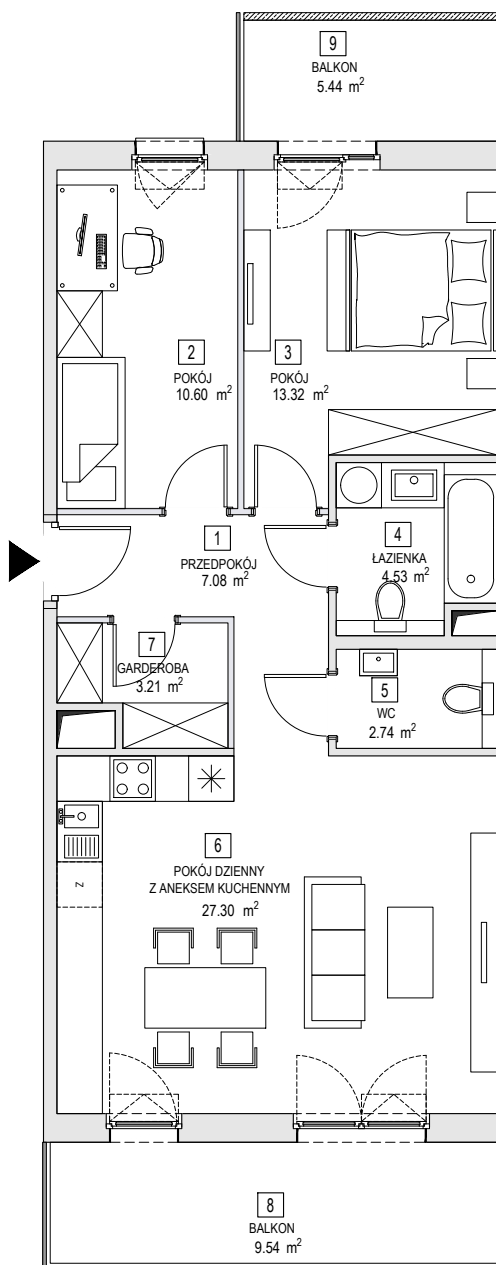 9
BALKON
5.44 m²
2
POKÓJ
10.60 m²
3
POKÓJ
13.32 m²
1
PRZEDPOKÓJ
7.08 m²
4
ŁAZIENKA
4.53 m²
7
GARDEROBA
3.21 m²
5
WC
2.74 m²
6
POKÓJ DZIENNY
Z ANEKSEM KUCHENNYM
27.30 m²
Z
8
BALKON
9.54 m²